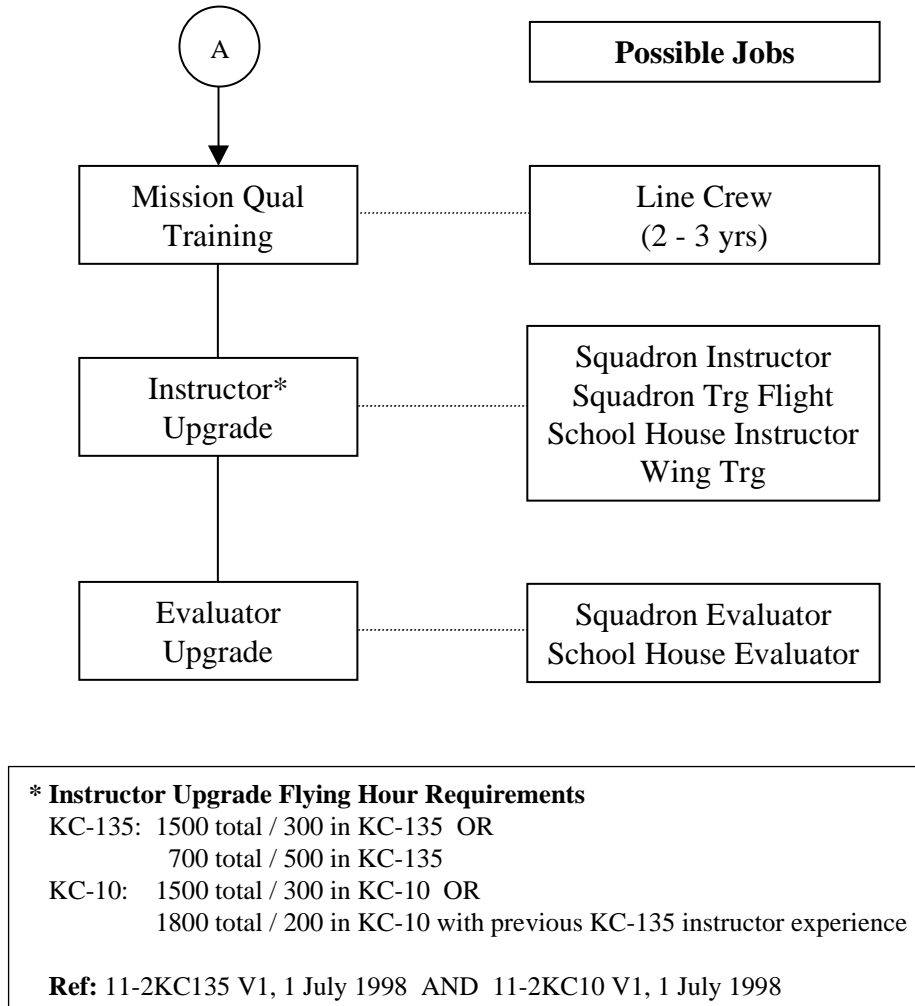 A
Possible Jobs
Mission Qual
Training
Line Crew
(2 - 3 yrs)
Instructor*
Upgrade
Squadron Instructor
Squadron Trg Flight
School House Instructor
Wing Trg
Evaluator
Upgrade
Squadron Evaluator
School House Evaluator
* Instructor Upgrade Flying Hour Requirements
KC-135: 1500 total / 300 in KC-135 OR
700 total / 500 in KC-135
KC-10: 1500 total / 300 in KC-10 OR
1800 total / 200 in KC-10 with previous KC-135 instructor experience
Ref: 11-2KC135 V1, 1 July 1998 AND 11-2KC10 V1, 1 July 1998